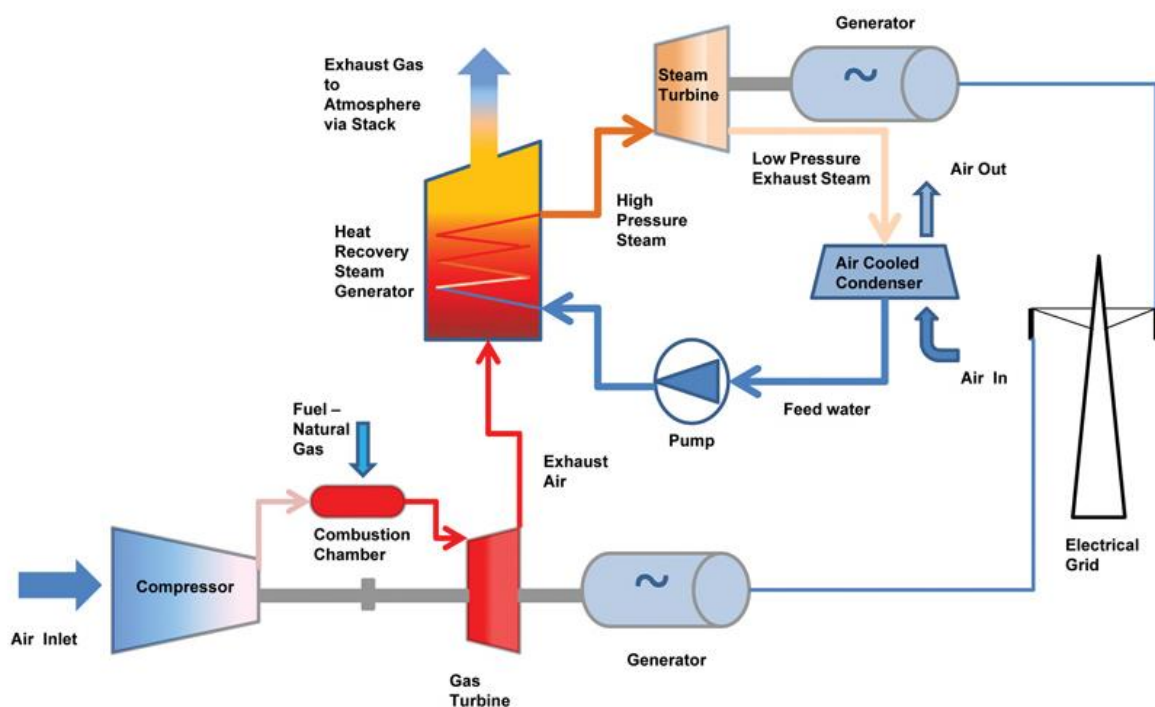 Generator
~
Exhaust Gas
to
Atmosphere
via Stack
Steam
Turbine
Low Pressure
Exhaust Steam
Air Out
High
Pressure
Steam
Heat
Recovery
Steam
Generator
Air Cooled
Condenser
Air In
Feed water
Pump
Fuel –
Natural
Gas
Exhaust
Air
Combustion
Chamber
Compressor
Air Inlet
Gas
Turbine
~
Generator
Electrical
Grid